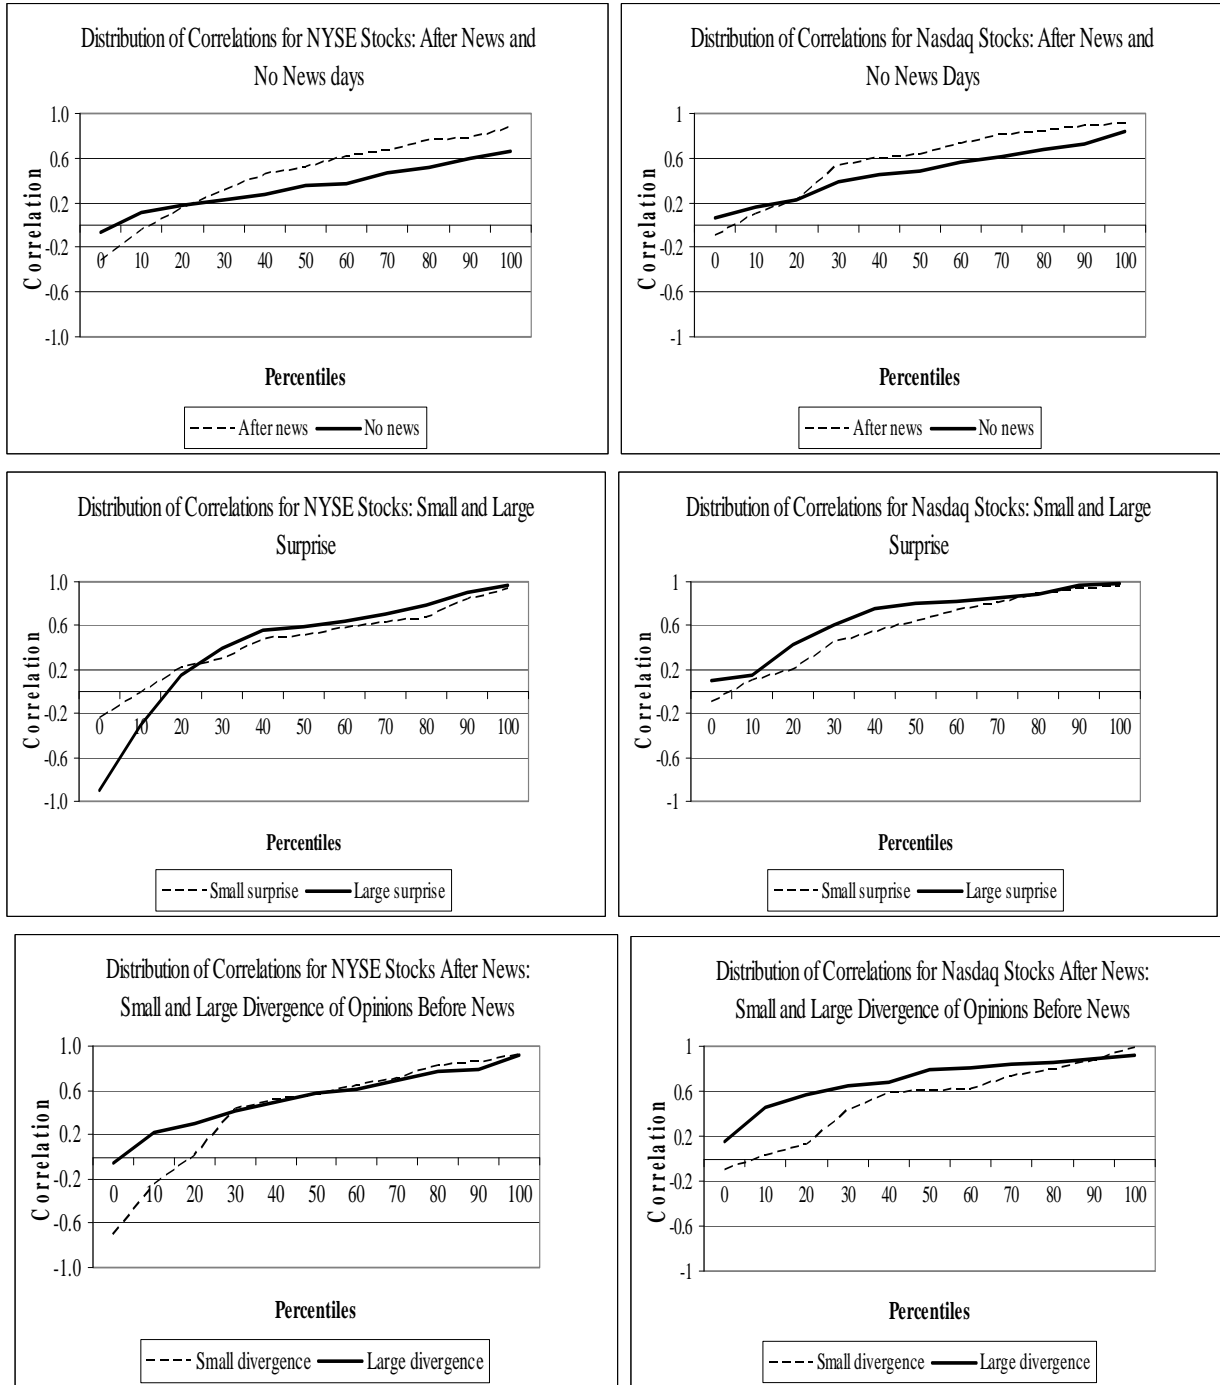 Distribution of Correlations for NYSE Stocks: After News and
No News days
1.0
0.6
0.2
-0.2
-0.6
-1.0
Correlation
0 10 20 30 40 50 60 70 80 90 100
Percentiles
After news No news
Distribution of Correlations for Nasdaq Stocks: After News and
No News Days
1
0.6
0.2
-0.2
-0.6
-1
Correlation
0 10 20 30 40 50 60 70 80 90 100
Percentiles
After news No news
Distribution of Correlations for NYSE Stocks: Small and Large
Surprise
1.0
0.6
0.2
-0.2
-0.6
-1.0
Correlation
0 10 20 30 40 50 60 70 80 90 100
Percentiles
Small surprise Large surprise
Distribution of Correlations for Nasdaq Stocks: Small and Large
Surprise
1
0.6
0.2
-0.2
-0.6
-1
Correlation
0 10 20 30 40 50 60 70 80 90 100
Percentiles
Small surprise Large surprise
Distribution of Correlations for NYSE Stocks After News:
Small and Large Divergence of Opinions Before News
1.0
0.6
0.2
-0.2
-0.6
-1.0
Correlation
0 10 20 30 40 50 60 70 80 90 100
Percentiles
Small divergence Large divergence
Distribution of Correlations for Nasdaq Stocks After News:
Small and Large Divergence of Opinions Before News
1
0.6
0.2
-0.2
-0.6
-1
Correlation
0 10 20 30 40 50 60 70 80 90 100
Percentiles
Small divergence Large divergence